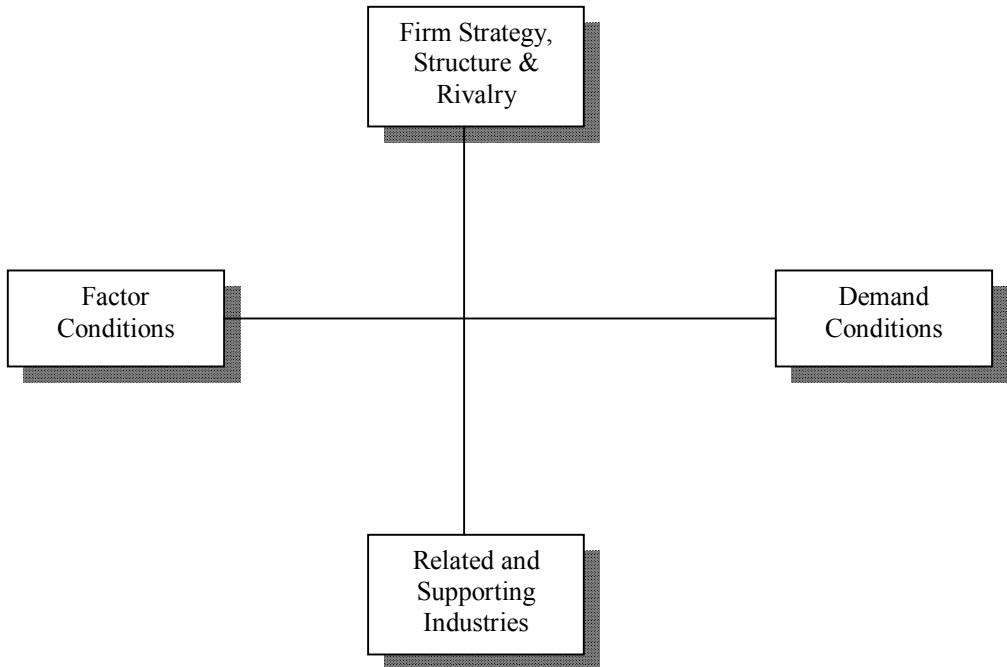 Firm Strategy,
Structure &
Rivalry
Factor
Conditions
Demand
Conditions
Related and
Supporting
Industries